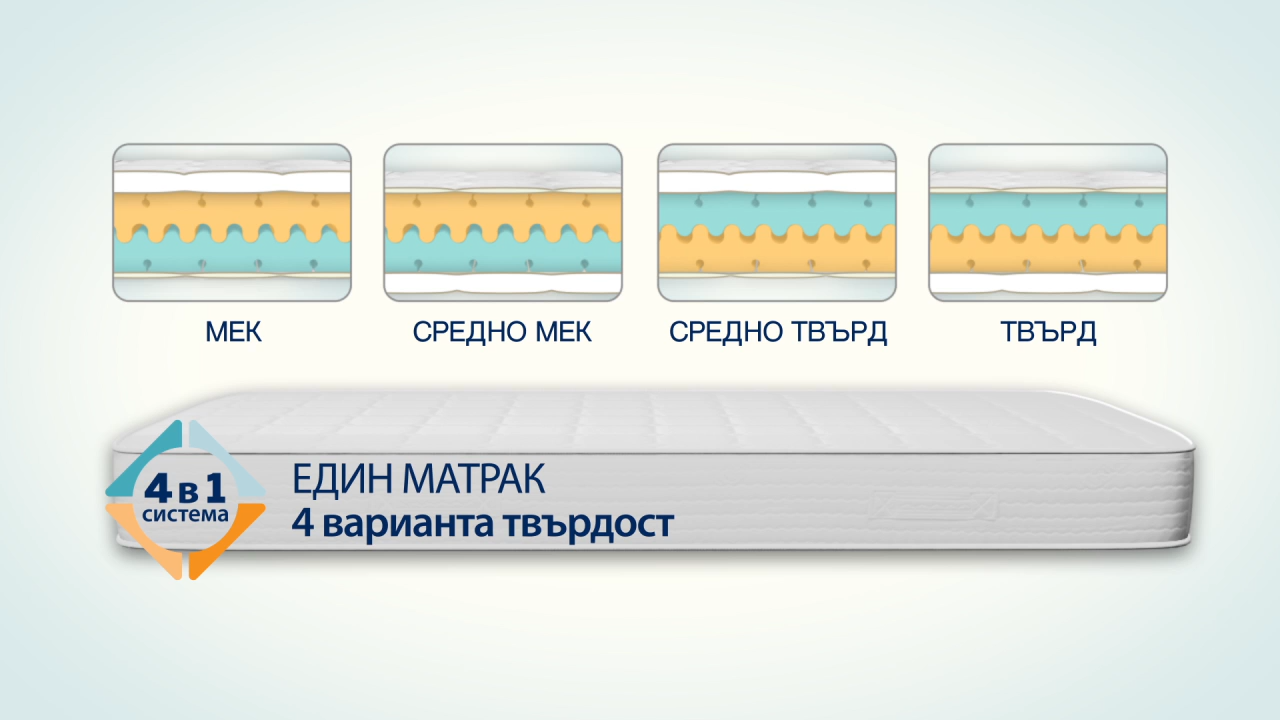 МЕК
СРЕДНО МЕК
СРЕДНО ТВЪРД
ТВЪРД
4 в 1
система
ЕДИН МАТРАК
4 варианта твърдост